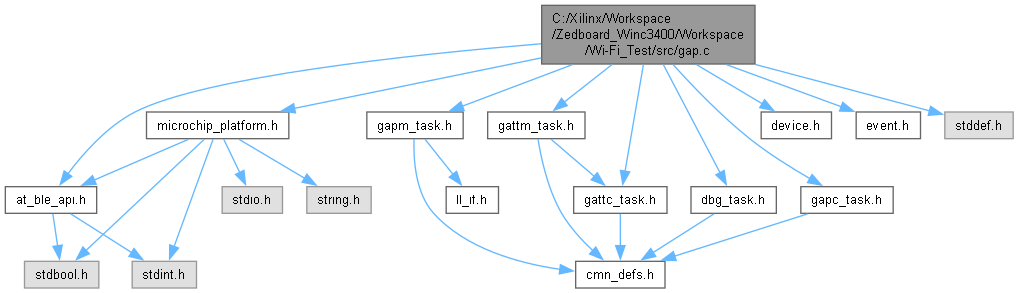 C:/Xilinx/Workspace
/Zedboard_Winc3400/Workspace
/Wi-Fi_Test/src/gap.c
microchip_platform.h
gapm_task.h
gattm_task.h
device.h
event.h
stddef.h
at_ble_api.h
stdio.h
string.h
ll_if.h
gattc_task.h
dbg_task.h
gapc_task.h
stdbool.h
stdint.h
cmn_defs.h